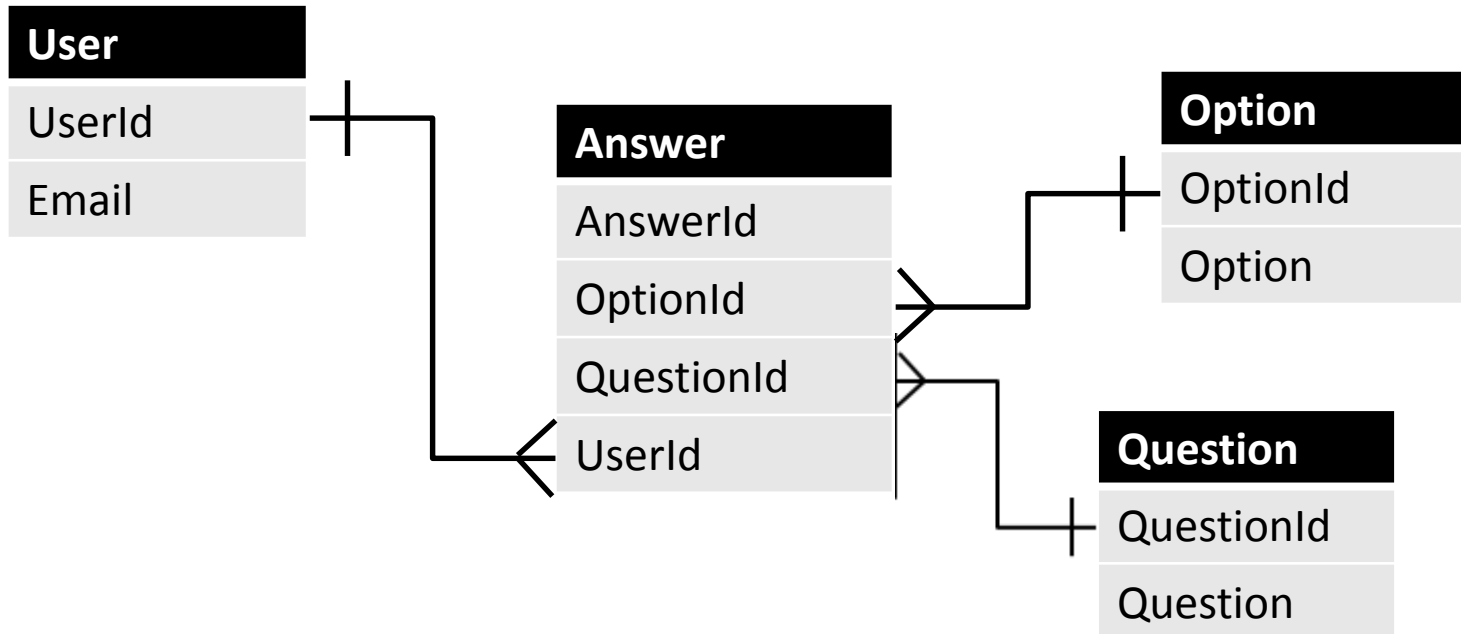 User
UserId
Email
Answer
AnswerId
OptionId
QuestionId
UserId
Option
OptionId
Option
Question
QuestionId
Question